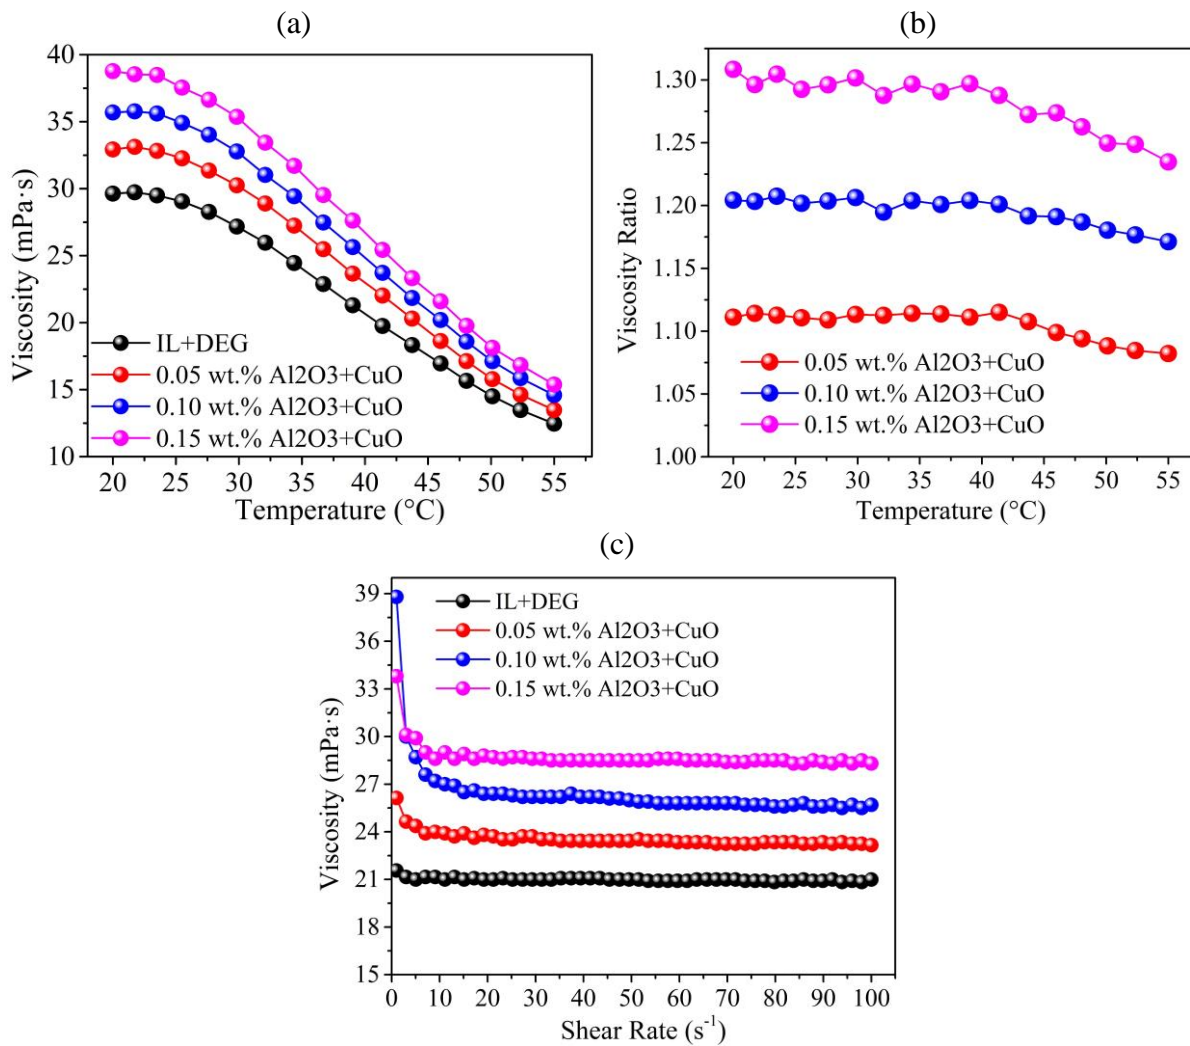 (a)
40
35
30
25
20
15
10
Viscosity (mPa·s)
IL+DEG
0.05 wt.% Al2O3+CuO
0.10 wt.% Al2O3+CuO
0.15 wt.% Al2O3+CuO
20 25 30 35 40 45 50 55
Temperature (°C)
(b)
1.30
1.25
1.20
1.15
1.10
1.05
1.00
Viscosity Ratio
0.05 wt.% Al2O3+CuO
0.10 wt.% Al2O3+CuO
0.15 wt.% Al2O3+CuO
20 25 30 35 40 45 50 55
Temperature (°C)
(c)
39
36
33
30
27
24
21
18
15
Viscosity (mPa·s)
IL+DEG
0.05 wt.% Al2O3+CuO
0.10 wt.% Al2O3+CuO
0.15 wt.% Al2O3+CuO
0 10 20 30 40 50 60 70 80 90 100
Shear Rate (s⁻¹)